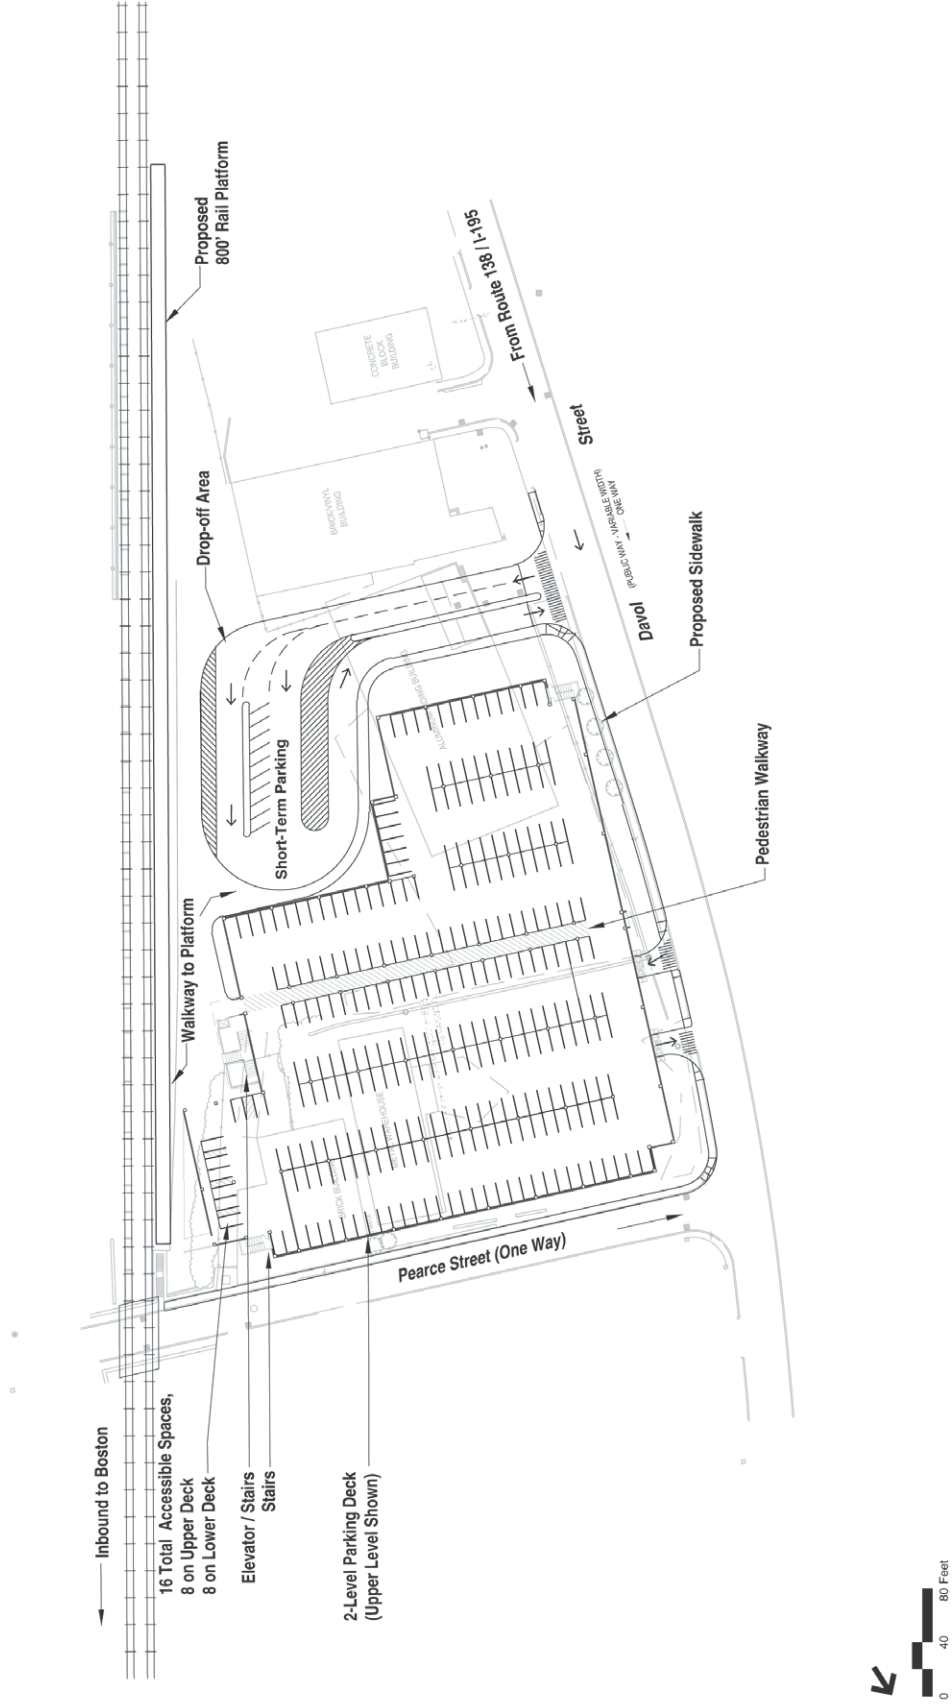 Inbound to Boston
16 Total Accessible Spaces,
8 on Upper Deck
8 on Lower Deck
Elevator / Stairs
Stairs
2-Level Parking Deck
(Upper Level Shown)
Walkway to Platform
Drop-off Area
Proposed
800' Rail Platform
Short-Term Parking
BRICK/VINYL
BUILDING
CONCRETE
BLOCK
BUILDING
From Route 138 / I-195
Davol Street
(PUBLIC WAY - VARIABLE WIDTH)
ONE WAY
Proposed Sidewalk
Pedestrian Walkway
Pearce Street (One Way)
0 40 80 Feet